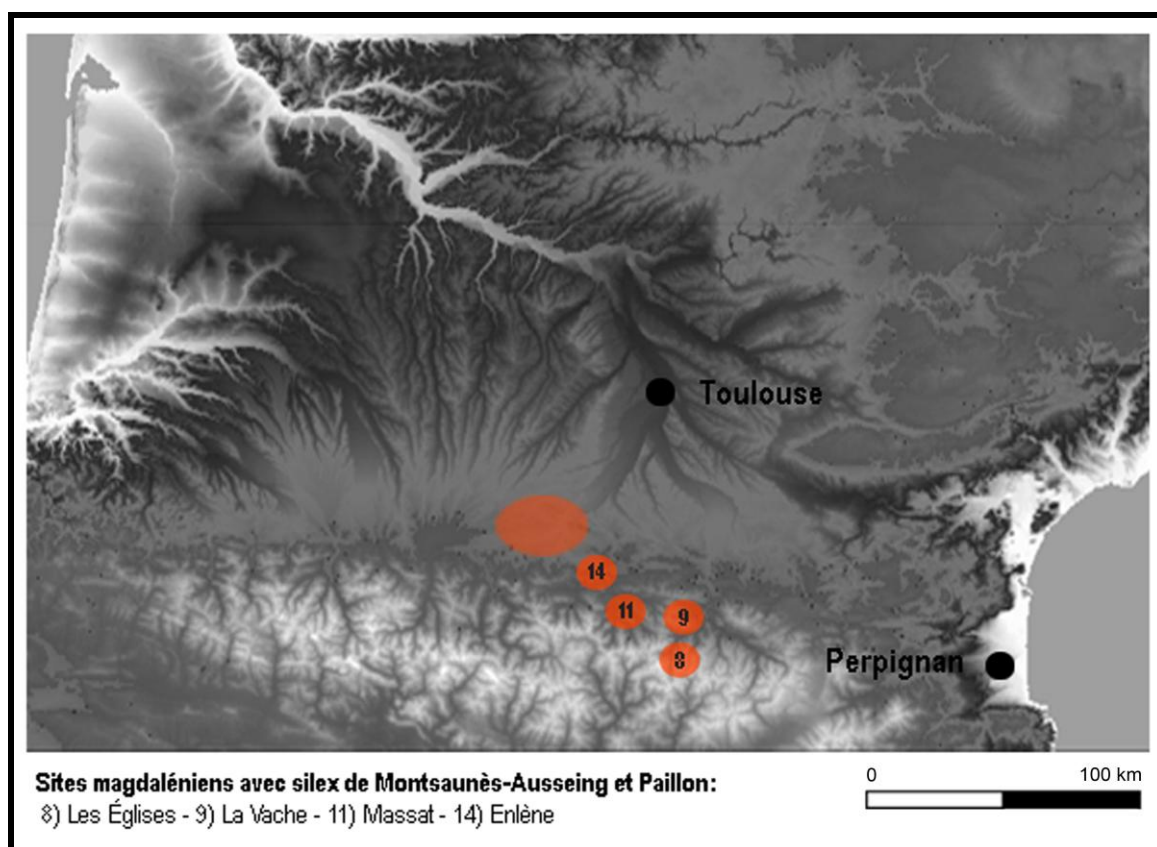 Toulouse
14
11
9
8
Perpignan
Sites magdaléniens avec silex de Montsaunès-Ausseing et Paillon:
8) Les Églises - 9) La Vache - 11) Massat - 14) Enlène
0 100 km